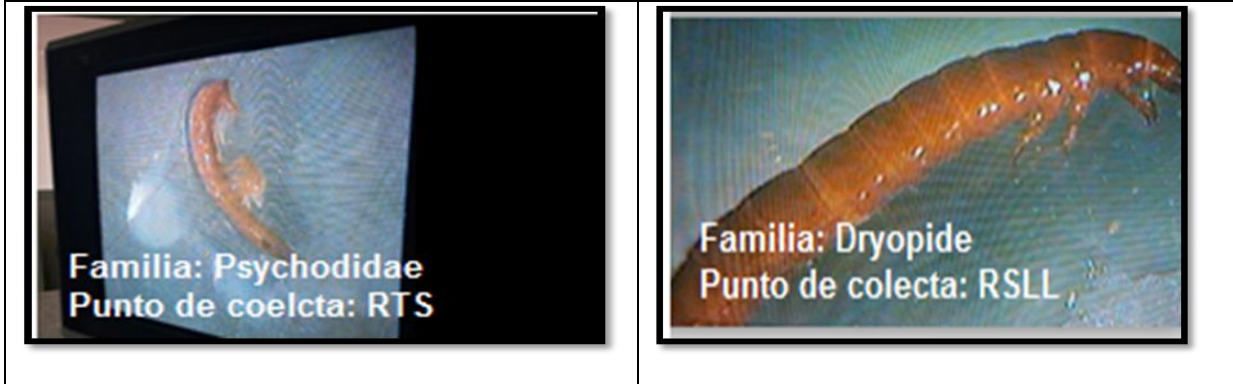 Familia: Psychodidae
Punto de coelcta: RTS
Familia: Dryopide
Punto de colecta: RSLL